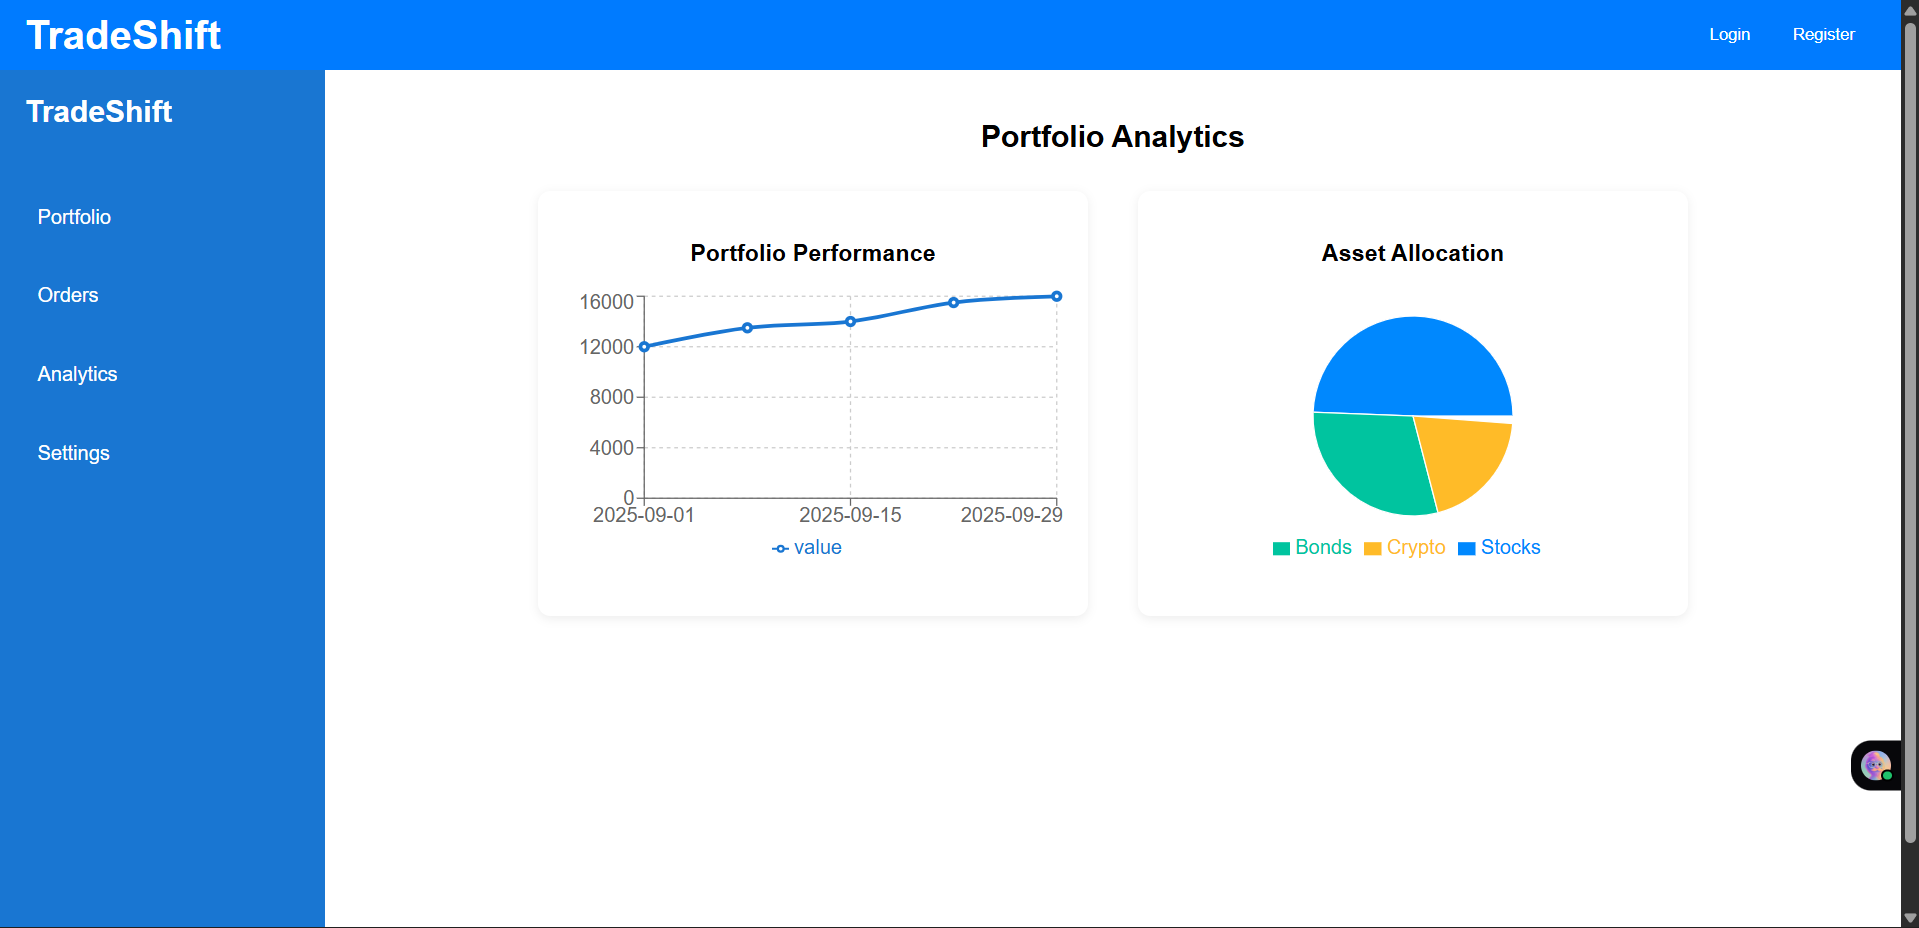 TradeShift
Login Register
TradeShift
Portfolio
Orders
Analytics
Settings
Portfolio Analytics
Portfolio Performance
16000
12000
8000
4000
0
2025-09-01 2025-09-15 2025-09-29
value
Asset Allocation
Bonds Crypto Stocks